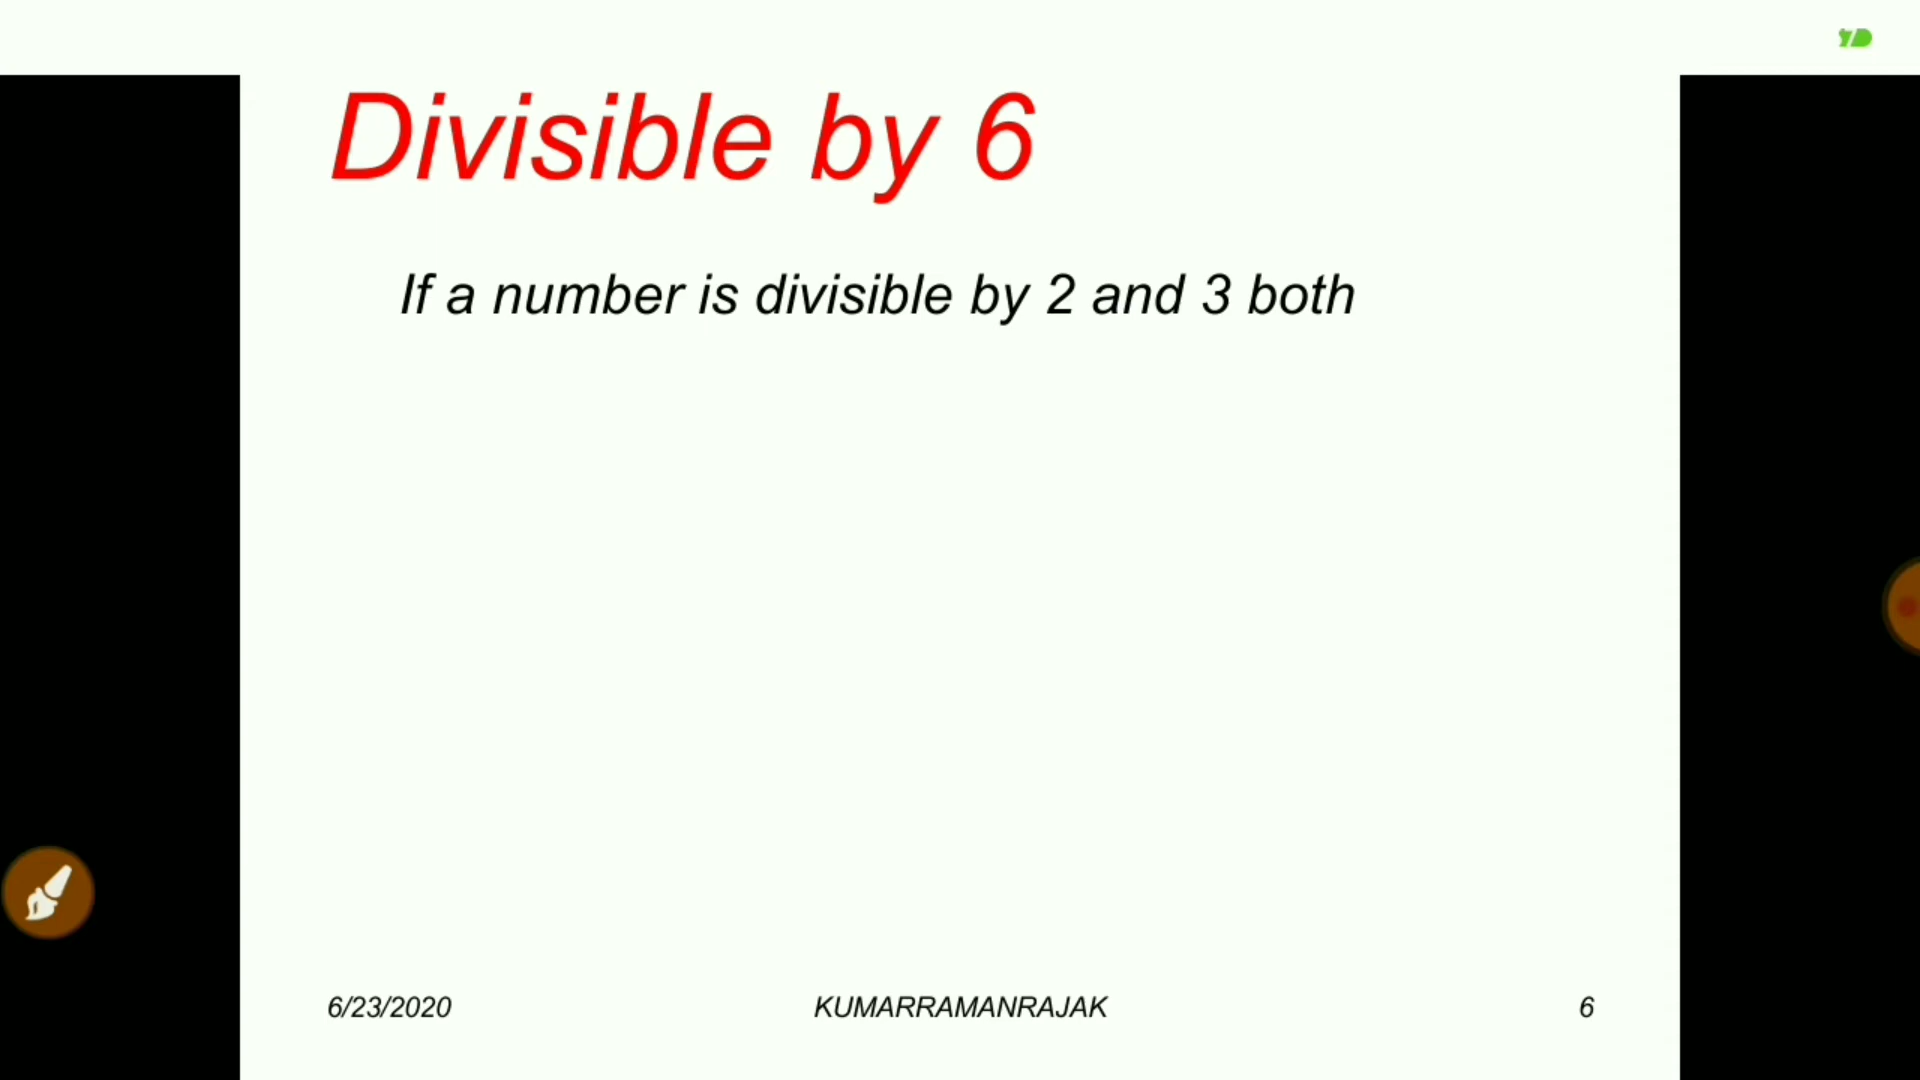 Divisible by 6
If a number is divisible by 2 and 3 both
6/23/2020 KUMARRAMANRAJAK 6